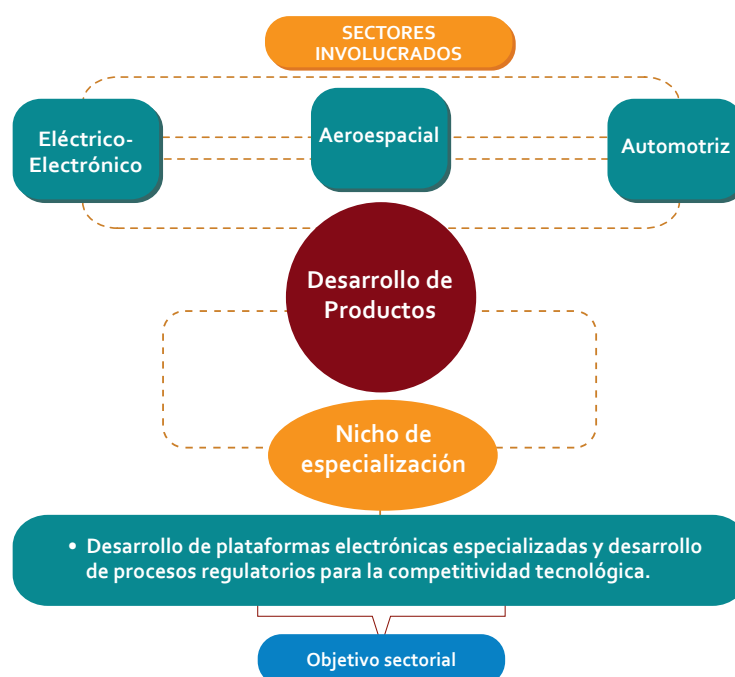 SECTORES
INVOLUCRADOS
Eléctrico-
Electrónico
Aeroespacial
Automotriz
Desarrollo de
Productos
Nicho de
especialización
• Desarrollo de plataformas electrónicas especializadas y desarrollo
de procesos regulatorios para la competitividad tecnológica.
Objetivo sectorial